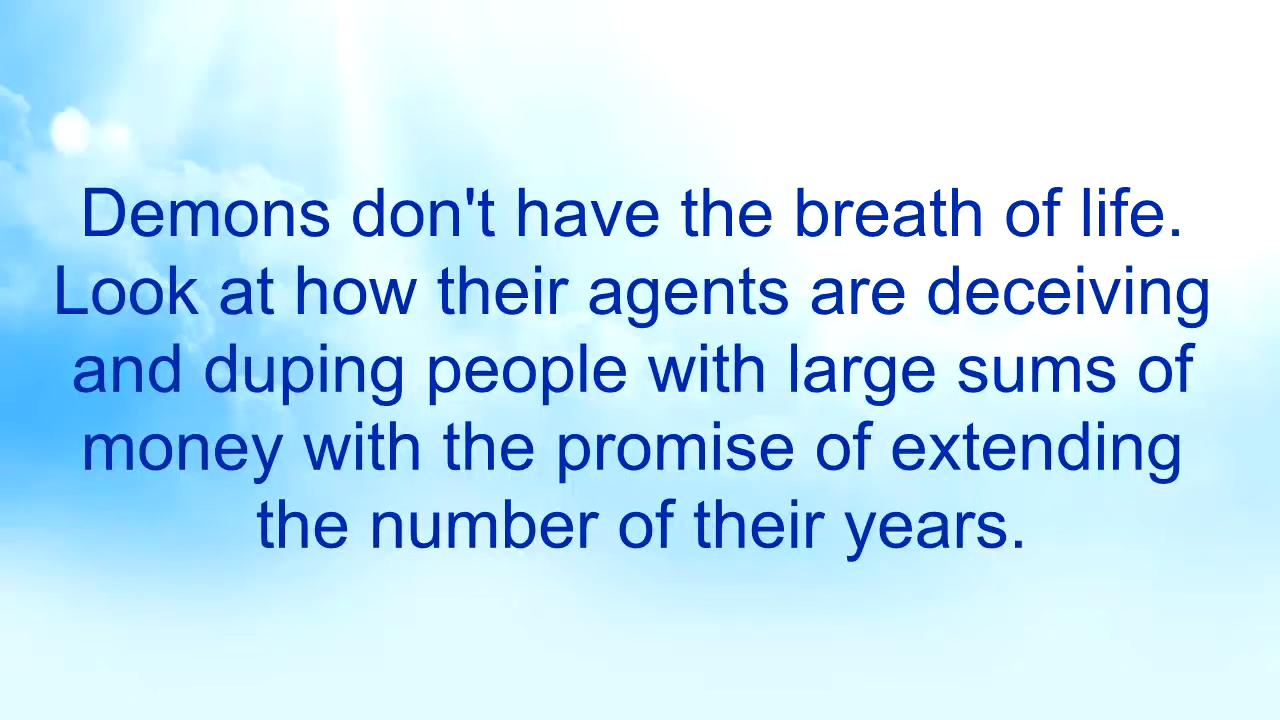 Demons don't have the breath of life.
Look at how their agents are deceiving
and duping people with large sums of
money with the promise of extending
the number of their years.